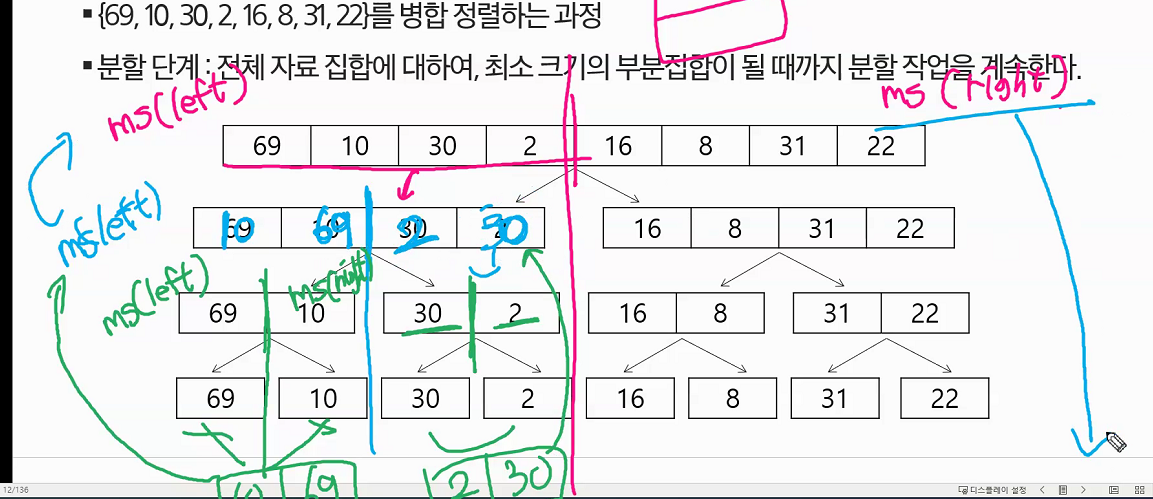 ▪ {69, 10, 30, 2, 16, 8, 31, 22}를 병합 정렬하는 과정
▪ 분할 단계 : 전체 자료 집합에 대하여, 최소 크기의 부분집합이 될 때까지 분할 작업을 계속한다.
ms(left)
ms(right)
69 10 30 2 16 8 31 22
ms(left)
10 69 2 30
69 30 16 8 31 22
ms(left)
ms(right)
69 10 30 2 16 8 31 22
69 10 30 2 16 8 31 22
10 69 2 30
12/136
디스플레이 설정